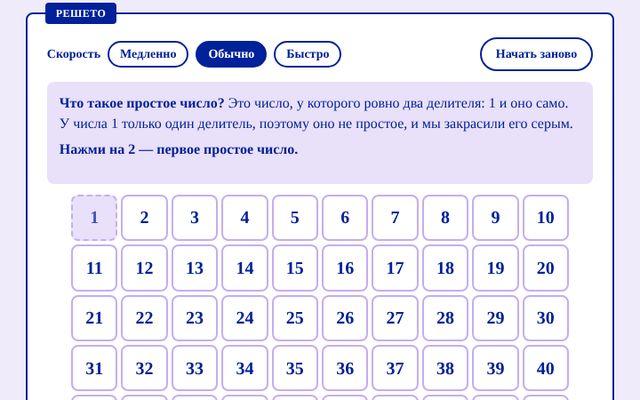 РЕШЕТО
Скорость Медленно Обычно Быстро Начать заново
Что такое простое число? Это число, у которого ровно два делителя: 1 и оно само.
У числа 1 только один делитель, поэтому оно не простое, и мы закрасили его серым.
Нажми на 2 — первое простое число.
1 2 3 4 5 6 7 8 9 10
11 12 13 14 15 16 17 18 19 20
21 22 23 24 25 26 27 28 29 30
31 32 33 34 35 36 37 38 39 40